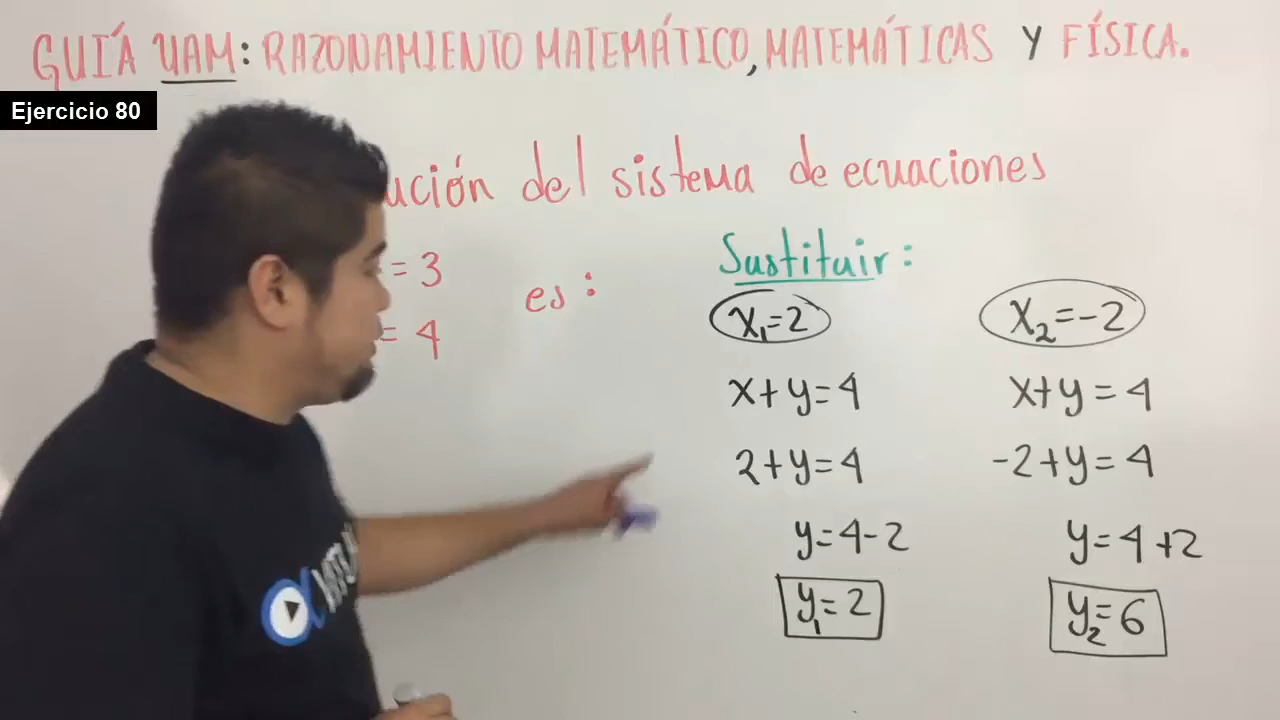 GUÍA UAM: RAZONAMIENTO MATEMÁTICO, MATEMÁTICAS Y FÍSICA.
Ejercicio 80
ución del sistema de ecuaciones
= 3
= 4
es:
Sustituir:
x₁=2
x+y=4
2+y=4
y=4-2
y₁=2
x₂=-2
x+y=4
-2+y=4
y=4+2
y₂=6